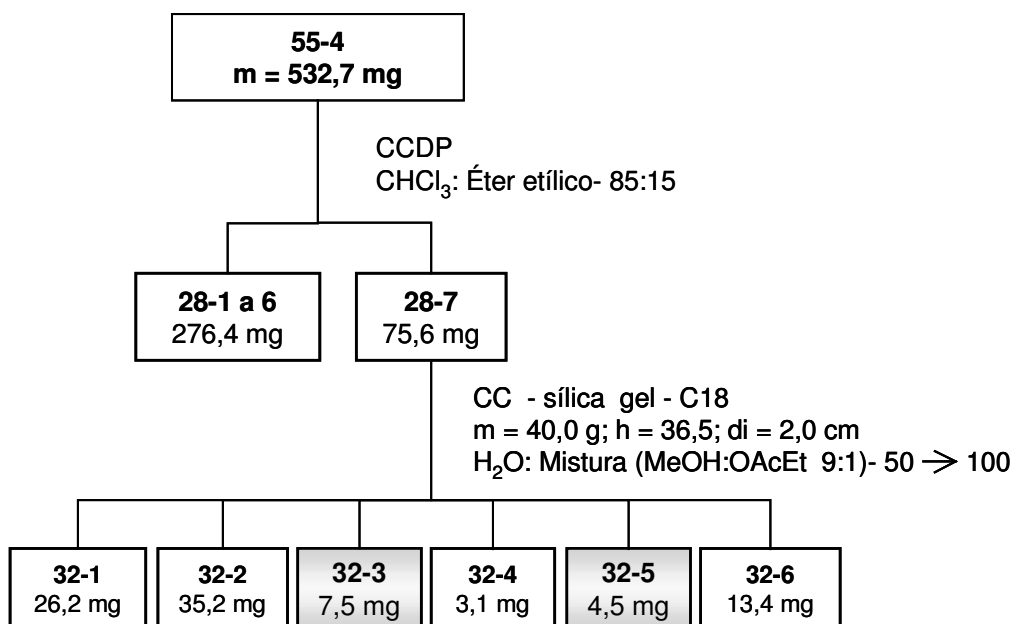 55-4
m = 532,7 mg
CCDP
CHCl3: Éter etílico- 85:15
28-1 a 6
276,4 mg
28-7
75,6 mg
CC - sílica gel - C18
m = 40,0 g; h = 36,5; di = 2,0 cm
H2O: Mistura (MeOH:OAcEt 9:1)- 50 → 100
32-1
26,2 mg
32-2
35,2 mg
32-3
7,5 mg
32-4
3,1 mg
32-5
4,5 mg
32-6
13,4 mg